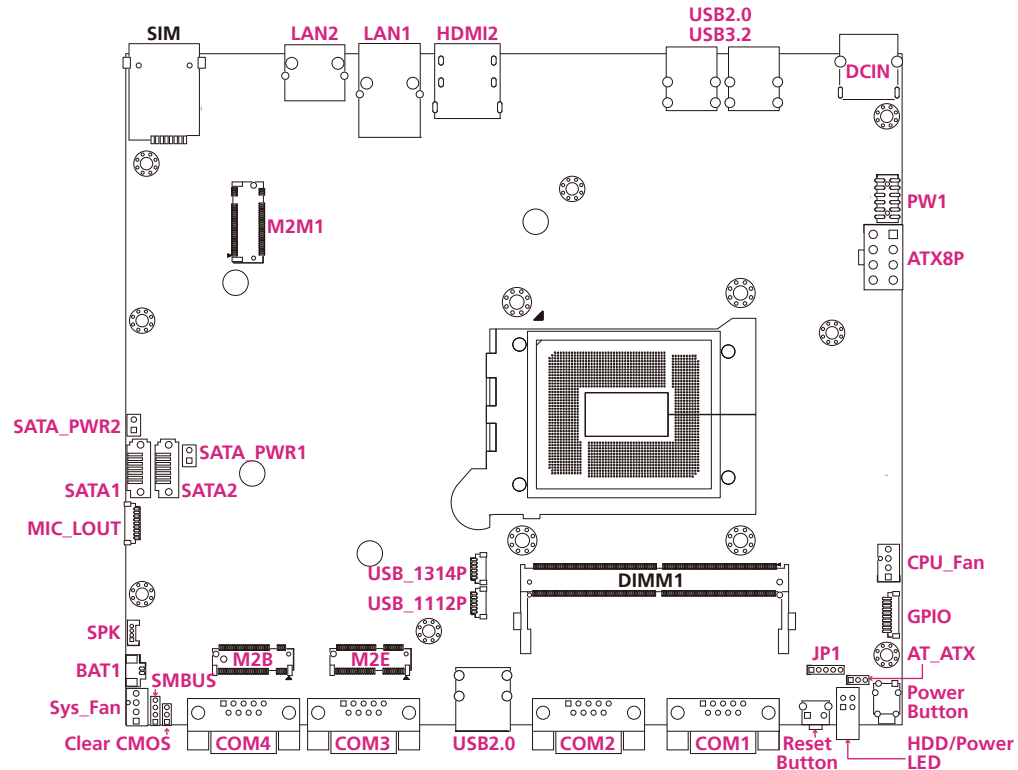 USB2.0
USB3.2
SIM
LAN2
LAN1
HDMI2
DCIN
PW1
M2M1
ATX8P
SATA_PWR2
SATA_PWR1
SATA1
SATA2
MIC_LOUT
CPU_Fan
USB_1314P
DIMM1
USB_1112P
GPIO
SPK
JP1
AT_ATX
M2B
M2E
BAT1
SMBUS
Power
Button
Sys_Fan
Clear CMOS
COM4
COM3
USB2.0
COM2
COM1
Reset
Button
HDD/Power
LED